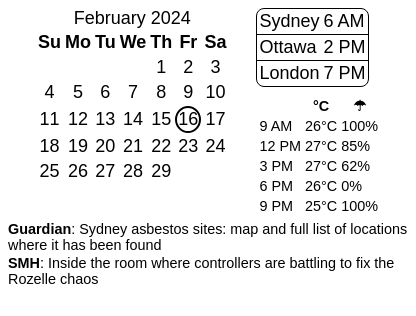 February 2024
Su Mo Tu We Th Fr Sa
1 2 3
4 5 6 7 8 9 10
11 12 13 14 15 16 17
18 19 20 21 22 23 24
25 26 27 28 29
Sydney 6 AM
Ottawa 2 PM
London 7 PM
°C ☂
9 AM 26°C 100%
12 PM 27°C 85%
3 PM 27°C 62%
6 PM 26°C 0%
9 PM 25°C 100%
Guardian: Sydney asbestos sites: map and full list of locations
where it has been found
SMH: Inside the room where controllers are battling to fix the
Rozelle chaos